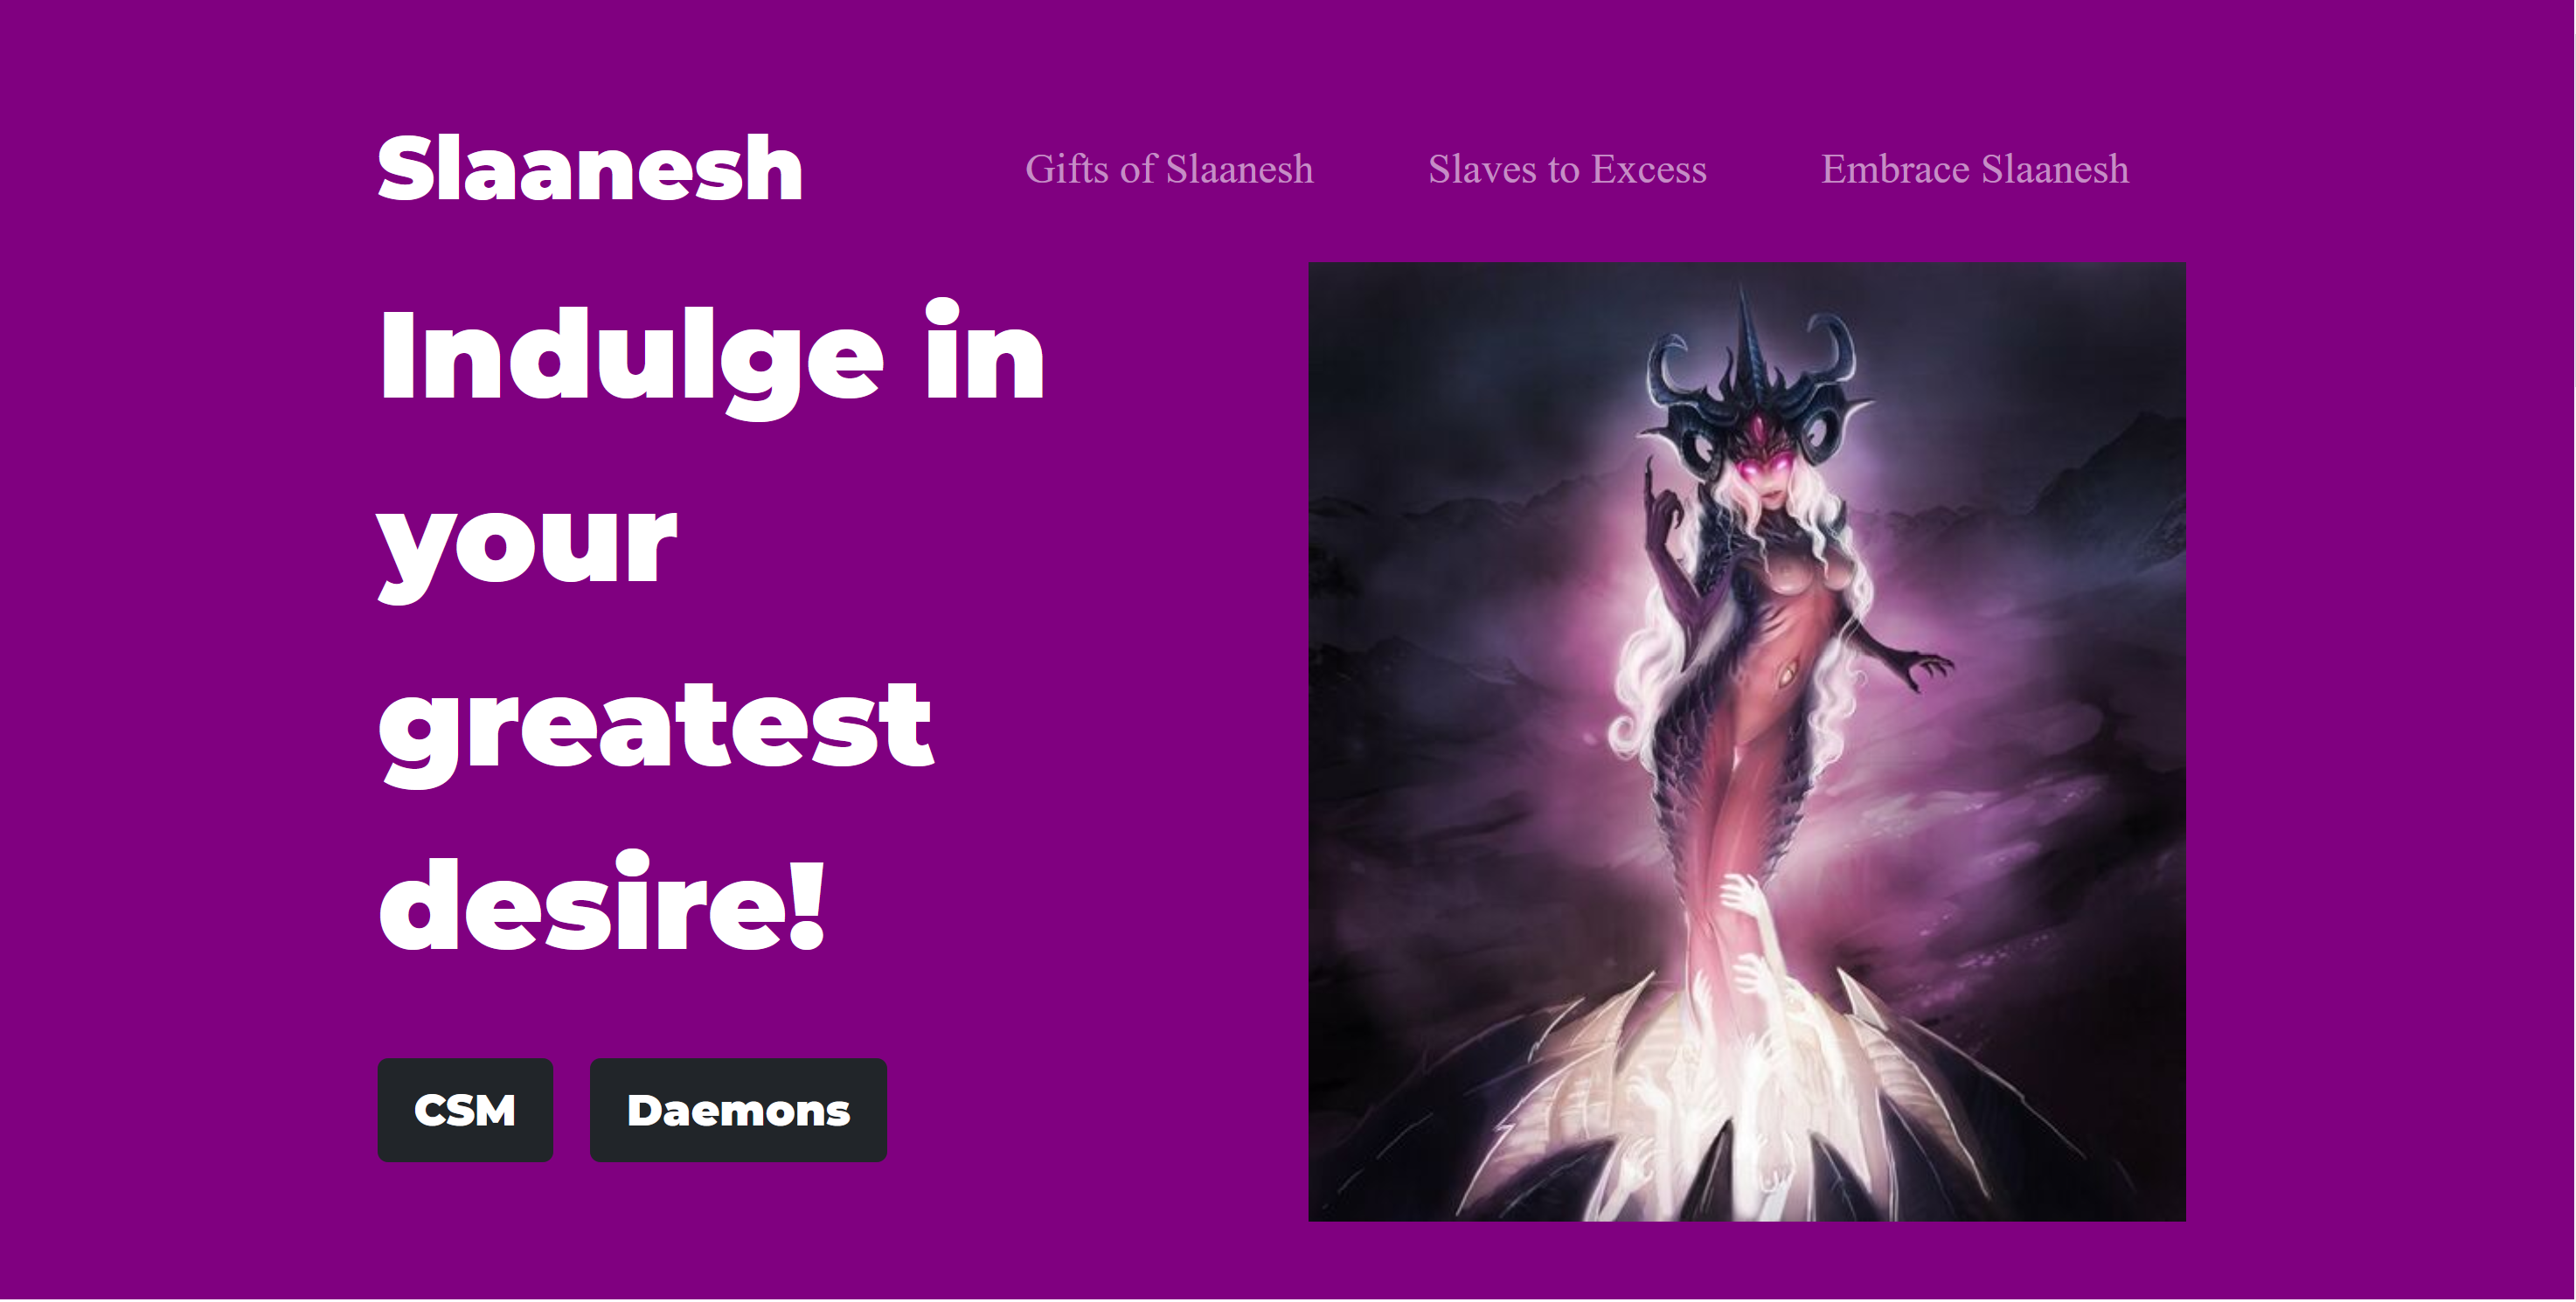 Slaanesh
Gifts of Slaanesh
Slaves to Excess
Embrace Slaanesh
Indulge in
your
greatest
desire!
CSM
Daemons